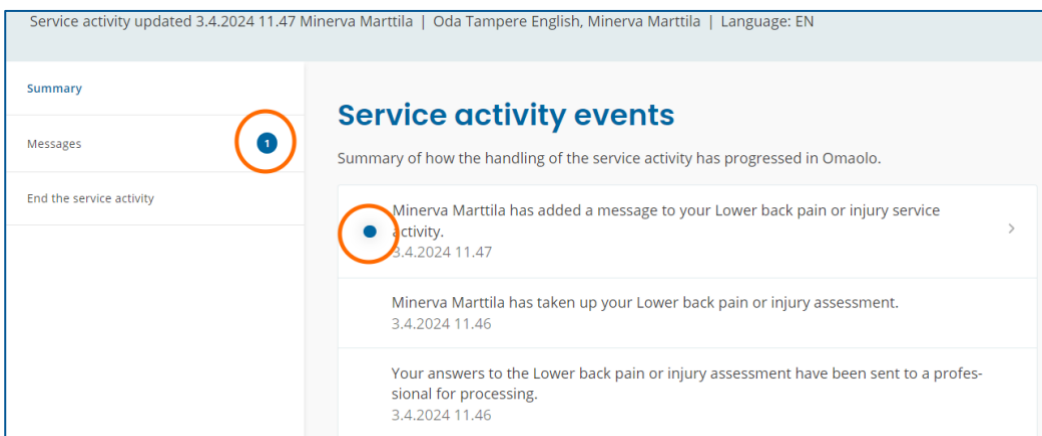 Service activity updated 3.4.2024 11.47 Minerva Marttila | Oda Tampere English, Minerva Marttila | Language: EN
Summary
Messages
1
End the service activity
Service activity events
Summary of how the handling of the service activity has progressed in Omaolo.
Minerva Marttila has added a message to your Lower back pain or injury service
activity.
3.4.2024 11.47
Minerva Marttila has taken up your Lower back pain or injury assessment.
3.4.2024 11.46
Your answers to the Lower back pain or injury assessment have been sent to a profes-
sional for processing.
3.4.2024 11.46